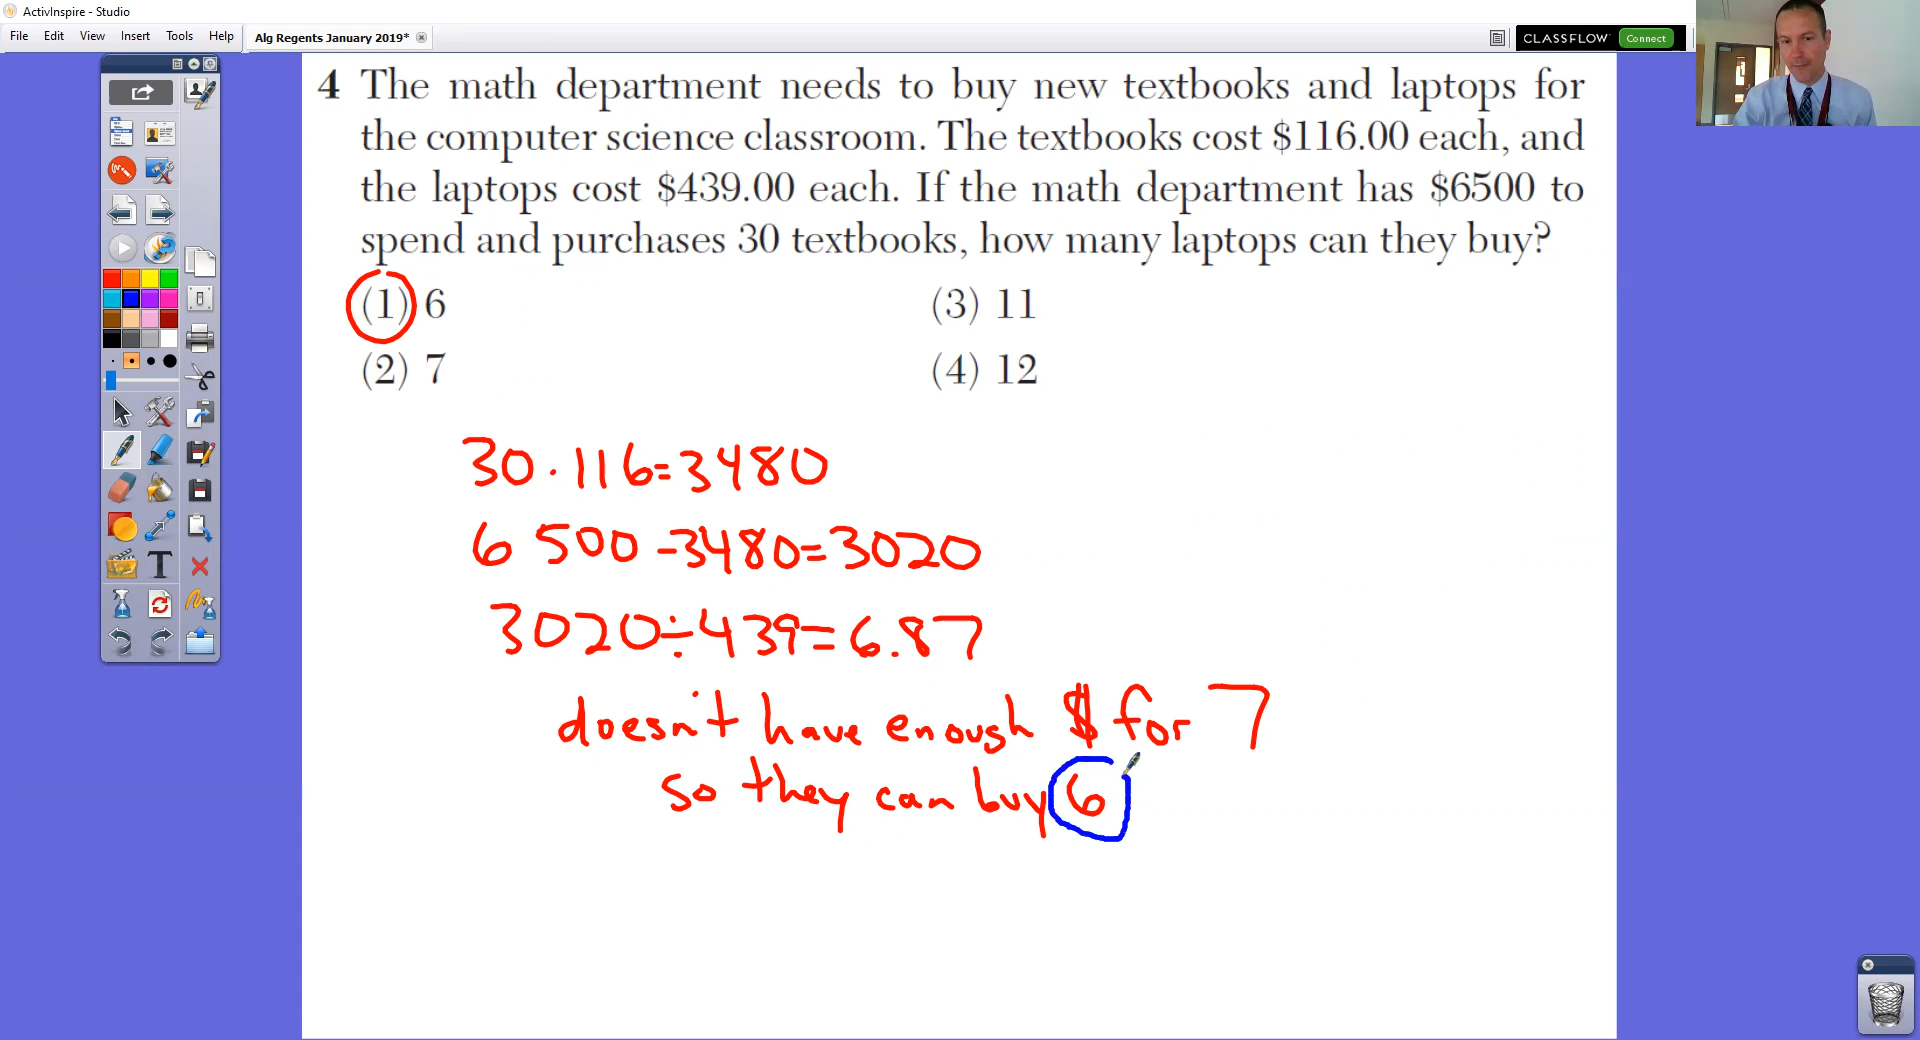 ActivInspire - Studio
File Edit View Insert Tools Help
Alg Regents January 2019*
CLASSFLOW Connect
4 The math department needs to buy new textbooks and laptops for
the computer science classroom. The textbooks cost $116.00 each, and
the laptops cost $439.00 each. If the math department has $6500 to
spend and purchases 30 textbooks, how many laptops can they buy?
(1) 6
(3) 11
(2) 7
(4) 12
30 · 116 = 3480
6500 - 3480 = 3020
3020 ÷ 439 = 6.87
doesn't have enough $ for 7
so they can buy 6